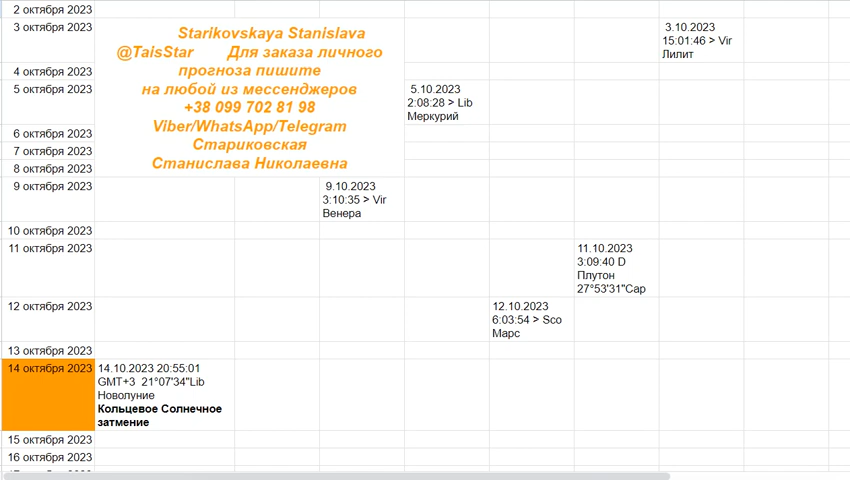 2 октября 2023
3 октября 2023
3.10.2023
15:01:46 > Vir
Лилит
Starikovskaya Stanislava
@TaisStar Для заказа личного
прогноза пишите
на любой из мессенджеров
+38 099 702 81 98
Viber/WhatsApp/Telegram
Стариковская
Станислава Николаевна
4 октября 2023
5 октября 2023
5.10.2023
2:08:28 > Lib
Меркурий
6 октября 2023
7 октября 2023
8 октября 2023
9 октября 2023
9.10.2023
3:10:35 > Vir
Венера
10 октября 2023
11 октября 2023
11.10.2023
3:09:40 D
Плутон
27°53'31"Cap
12 октября 2023
12.10.2023
6:03:54 > Sco
Марс
13 октября 2023
14 октября 2023
14.10.2023 20:55:01
GMT+3 21°07'34"Lib
Новолуние
Кольцевое Солнечное
затмение
15 октября 2023
16 октября 2023